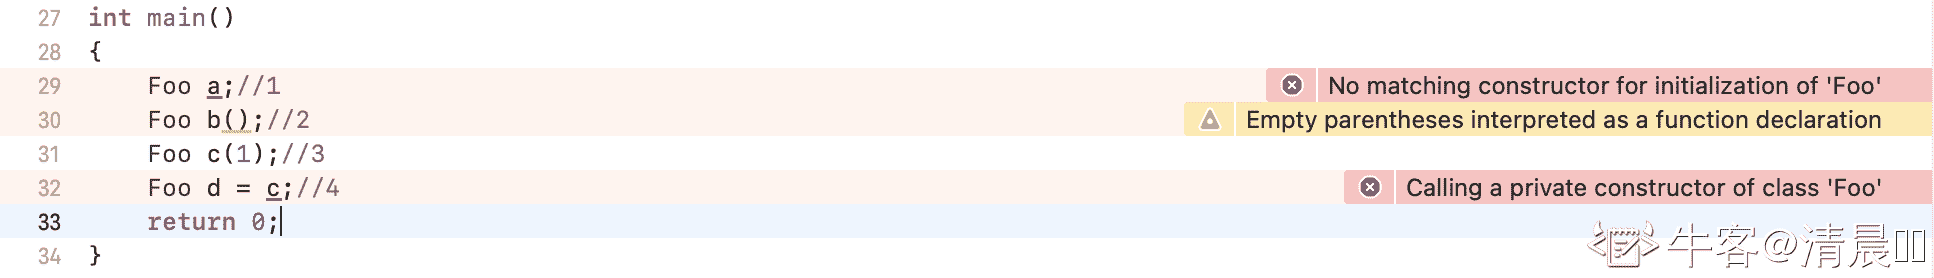 27 int main()
28 {
29 Foo a;//1 No matching constructor for initialization of 'Foo'
30 Foo b();//2 Empty parentheses interpreted as a function declaration
31 Foo c(1);//3
32 Foo d = c;//4 Calling a private constructor of class 'Foo'
33 return 0;
34 }
牛客@清晨